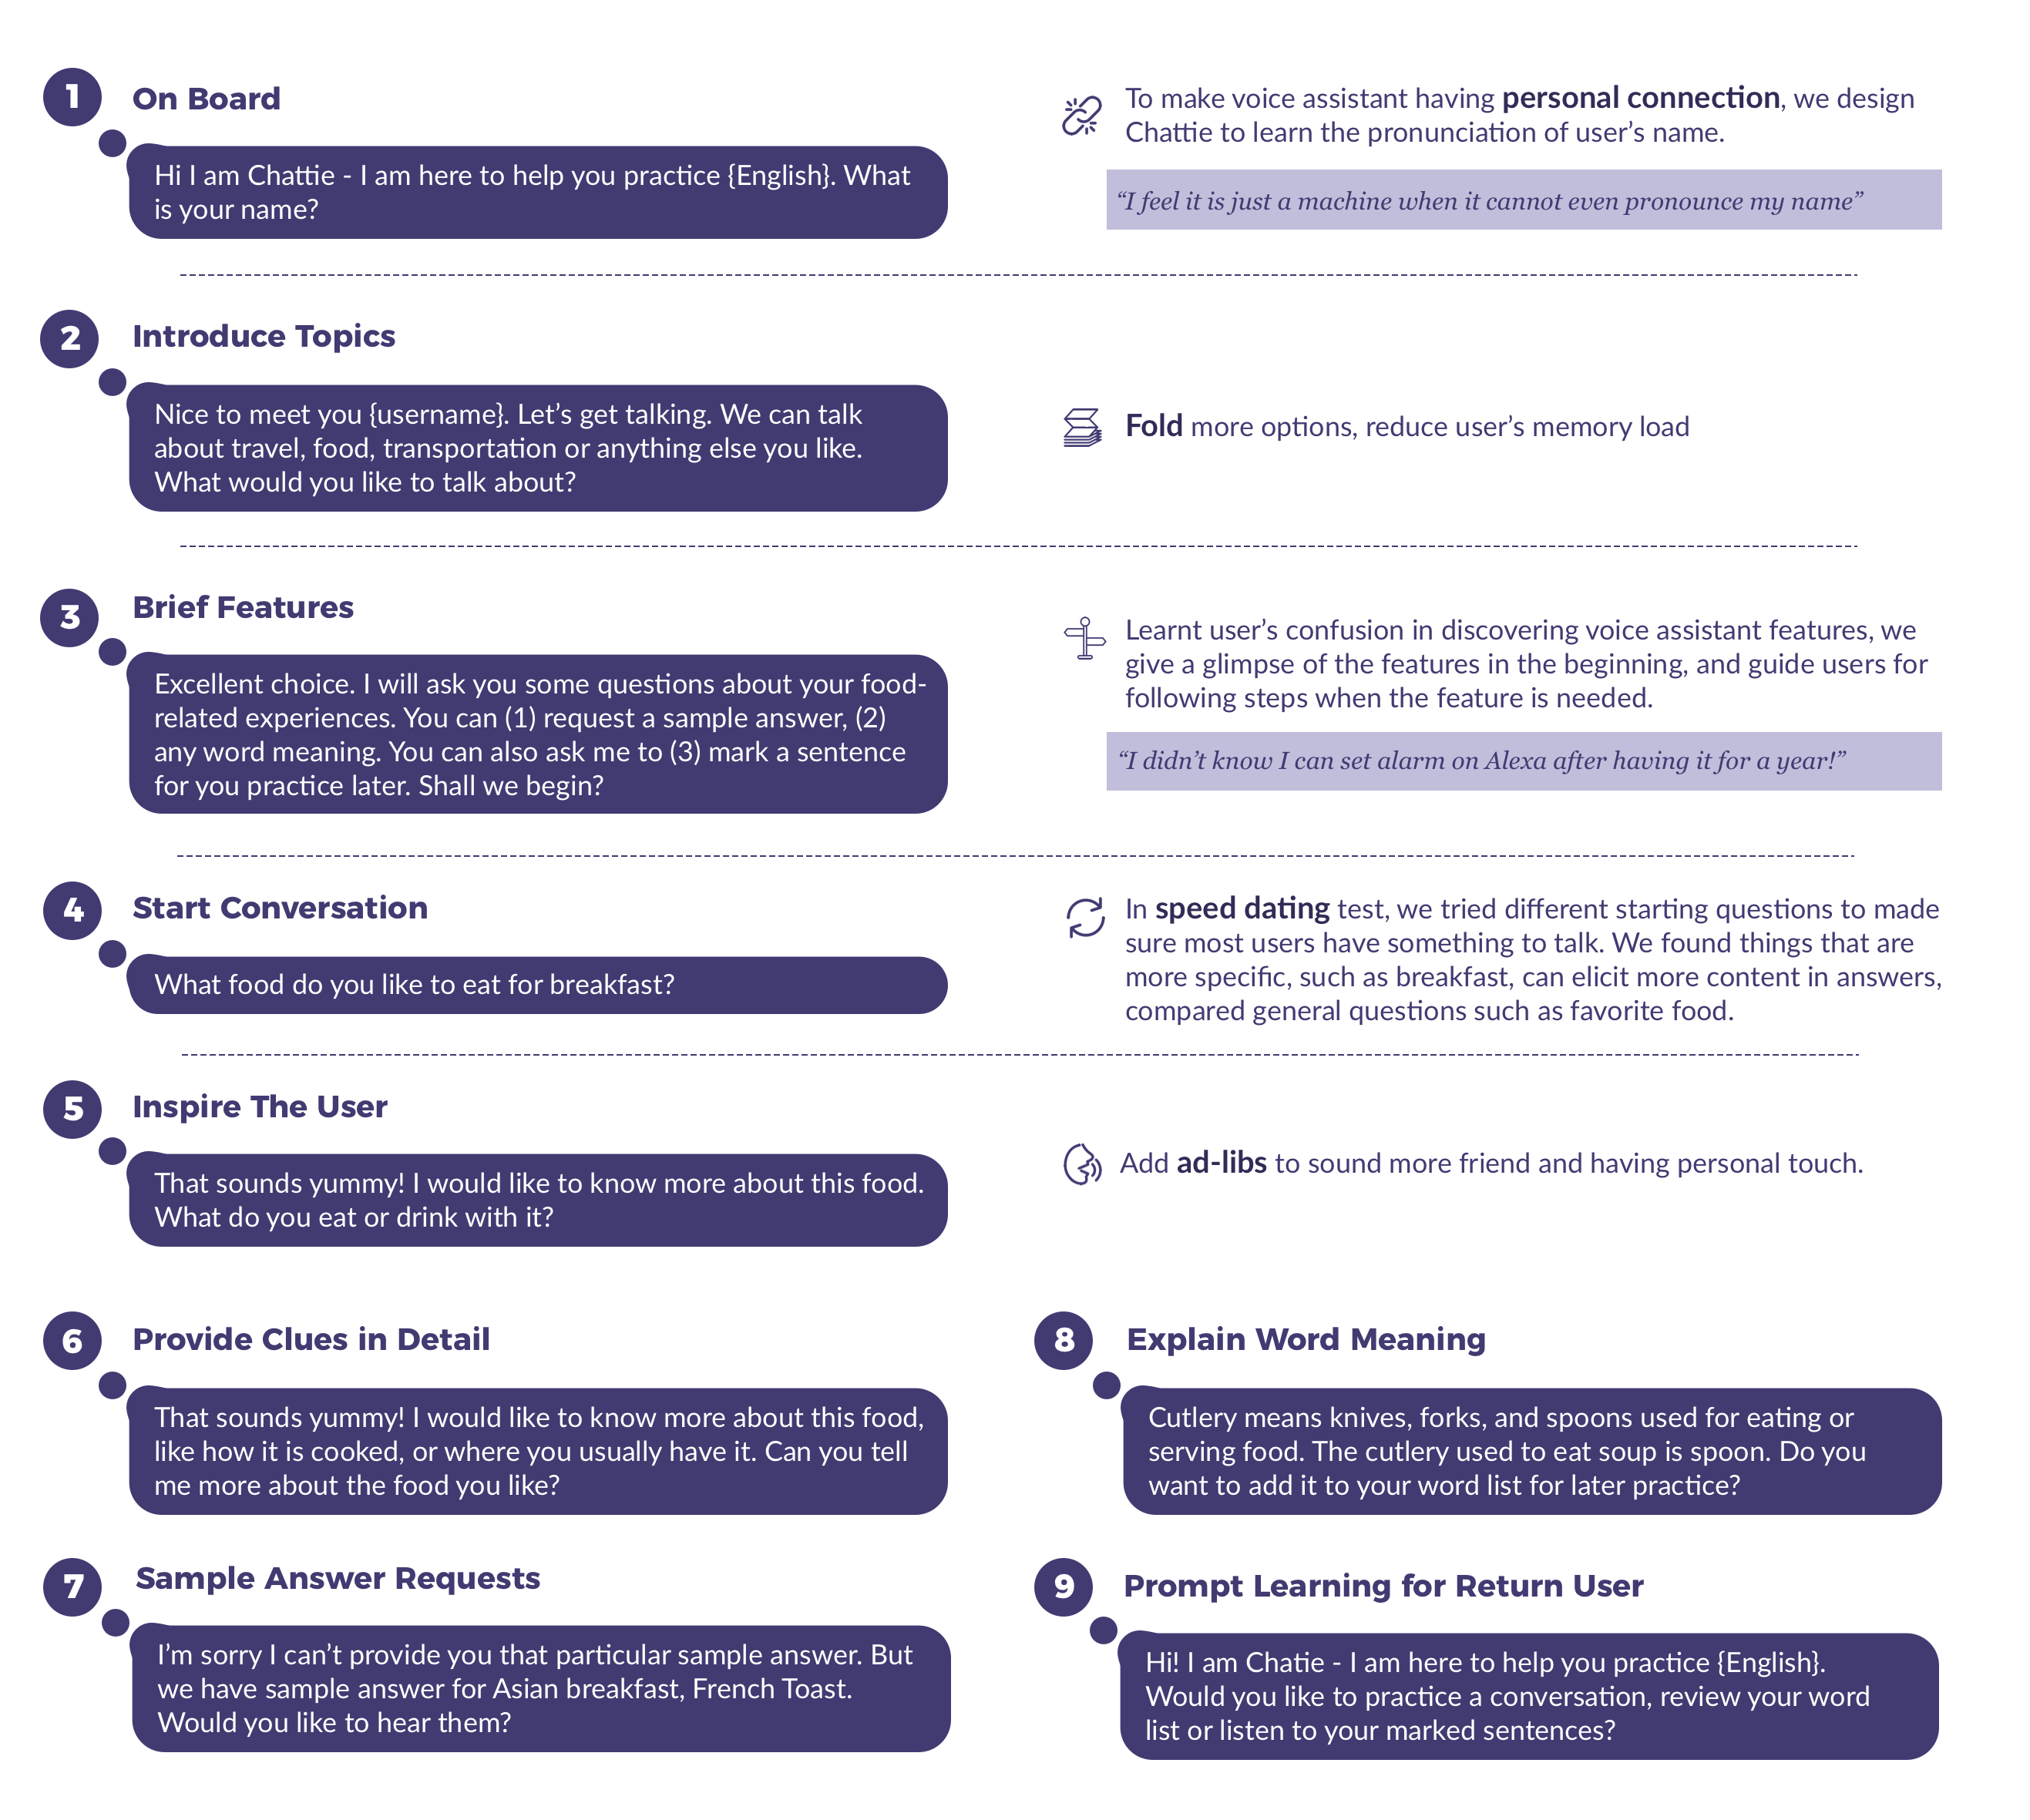 1
On Board
Hi I am Chattie - I am here to help you practice {English}. What
is your name?
To make voice assistant having personal connection, we design
Chattie to learn the pronunciation of user’s name.
“I feel it is just a machine when it cannot even pronounce my name”
2
Introduce Topics
Nice to meet you {username}. Let’s get talking. We can talk
about travel, food, transportation or anything else you like.
What would you like to talk about?
Fold more options, reduce user’s memory load
3
Brief Features
Excellent choice. I will ask you some questions about your food-
related experiences. You can (1) request a sample answer, (2)
any word meaning. You can also ask me to (3) mark a sentence
for you practice later. Shall we begin?
Learnt user’s confusion in discovering voice assistant features, we
give a glimpse of the features in the beginning, and guide users for
following steps when the feature is needed.
“I didn’t know I can set alarm on Alexa after having it for a year!”
4
Start Conversation
What food do you like to eat for breakfast?
In speed dating test, we tried different starting questions to made
sure most users have something to talk. We found things that are
more specific, such as breakfast, can elicit more content in answers,
compared general questions such as favorite food.
5
Inspire The User
That sounds yummy! I would like to know more about this food.
What do you eat or drink with it?
Add ad-libs to sound more friend and having personal touch.
6
Provide Clues in Detail
That sounds yummy! I would like to know more about this food,
like how it is cooked, or where you usually have it. Can you tell
me more about the food you like?
7
Sample Answer Requests
I’m sorry I can’t provide you that particular sample answer. But
we have sample answer for Asian breakfast, French Toast.
Would you like to hear them?
8
Explain Word Meaning
Cutlery means knives, forks, and spoons used for eating or
serving food. The cutlery used to eat soup is spoon. Do you
want to add it to your word list for later practice?
9
Prompt Learning for Return User
Hi! I am Chatie - I am here to help you practice {English}.
Would you like to practice a conversation, review your word
list or listen to your marked sentences?